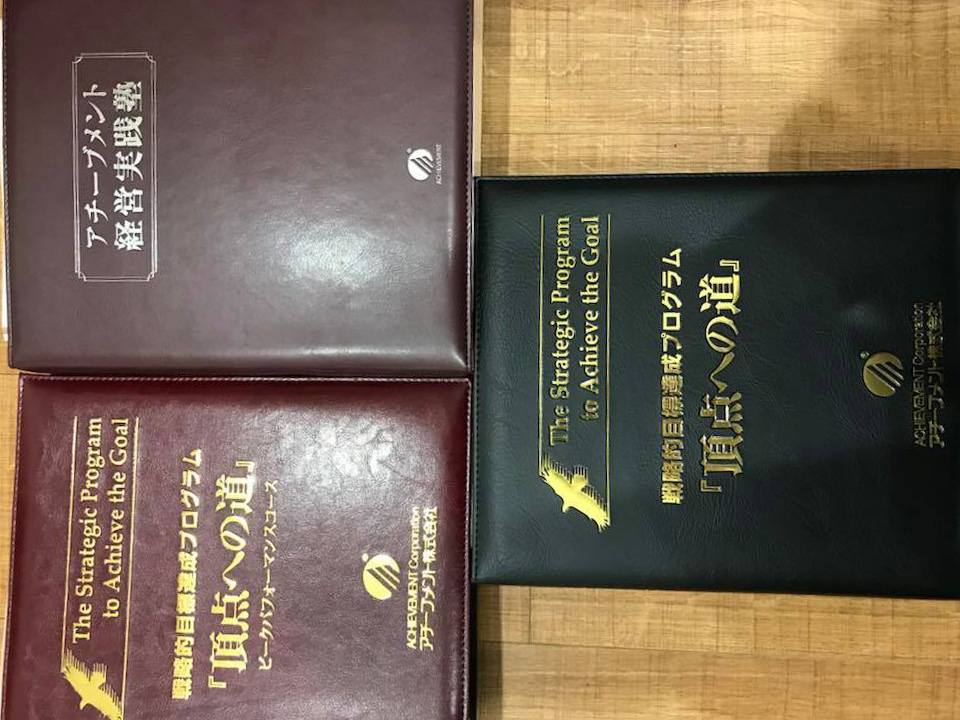 アチーブメント
経営実践塾
ACHIEVEMENT
The Strategic Program
to Achieve the Goal
戦略的目標達成プログラム
『頂点への道』
ピークパフォーマンスコース
ACHIEVEMENT Corporation
アチーブメント株式会社
The Strategic Program
to Achieve the Goal
戦略的目標達成プログラム
『頂点への道』
ACHIEVEMENT Corporation
アチーブメント株式会社